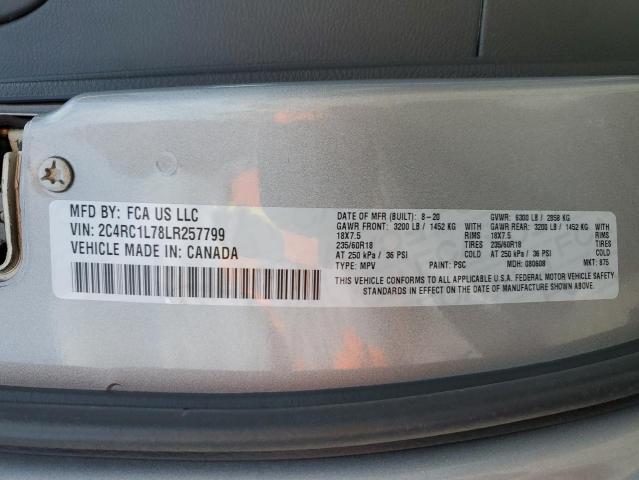 MFD BY: FCA US LLC
VIN: 2C4RC1L78LR257799
VEHICLE MADE IN: CANADA
DATE OF MFR (BUILT): 8-20 GVWR: 6300 LB / 2858 KG
GAWR FRONT: 3200 LB / 1452 KG WITH GAWR REAR: 3200 LB / 1452 KG WITH
18X7.5 RIMS 18X7.5 RIMS
235/60R18 TIRES 235/60R18 TIRES
AT 250 kPa / 36 PSI COLD AT 250 kPa / 36 PSI COLD
TYPE: MPV PAINT: PSC MDH: 080608 MKT: 875
THIS VEHICLE CONFORMS TO ALL APPLICABLE U.S.A. FEDERAL MOTOR VEHICLE SAFETY
STANDARDS IN EFFECT ON THE DATE OF MANUFACTURE SHOWN ABOVE.